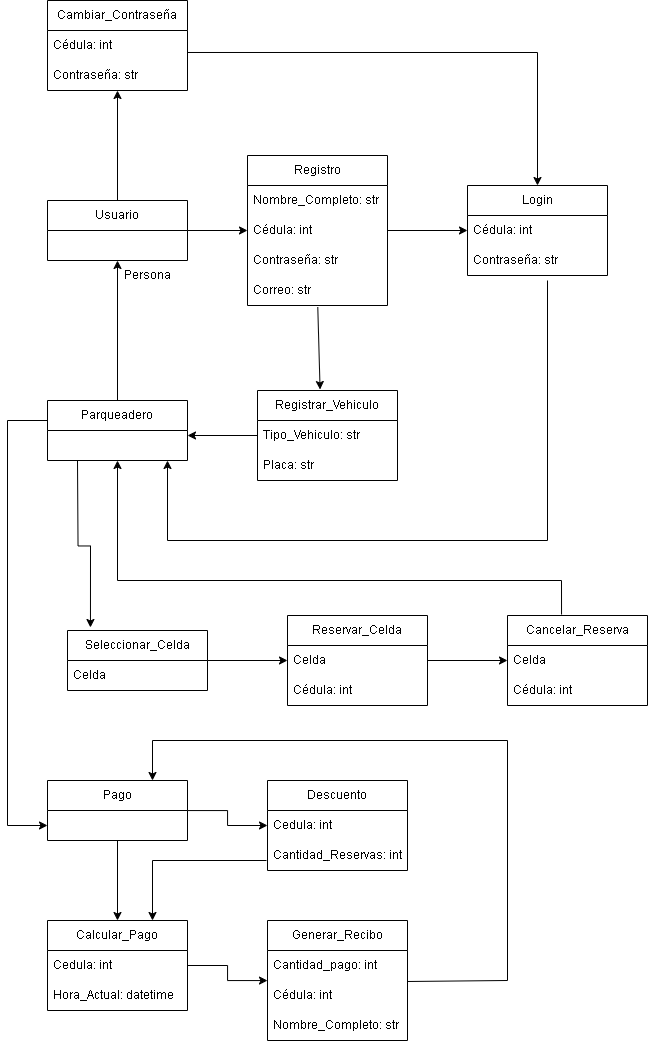 Cambiar_Contraseña
Cédula: int
Contraseña: str
Registro
Nombre_Completo: str
Cédula: int
Contraseña: str
Correo: str
Login
Cédula: int
Contraseña: str
Usuario
Persona
Parqueadero
Registrar_Vehiculo
Tipo_Vehiculo: str
Placa: str
Seleccionar_Celda
Celda
Reservar_Celda
Celda
Cédula: int
Cancelar_Reserva
Celda
Cédula: int
Pago
Descuento
Cedula: int
Cantidad_Reservas: int
Calcular_Pago
Cedula: int
Hora_Actual: datetime
Generar_Recibo
Cantidad_pago: int
Cédula: int
Nombre_Completo: str